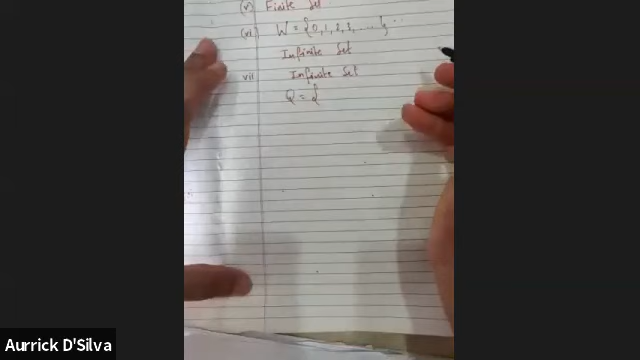 (v) Finite Set
(vi) W = {0, 1, 2, 3, ..... }
Infinite Set
vii Infinite Set
Q = {
Aurrick D'Silva